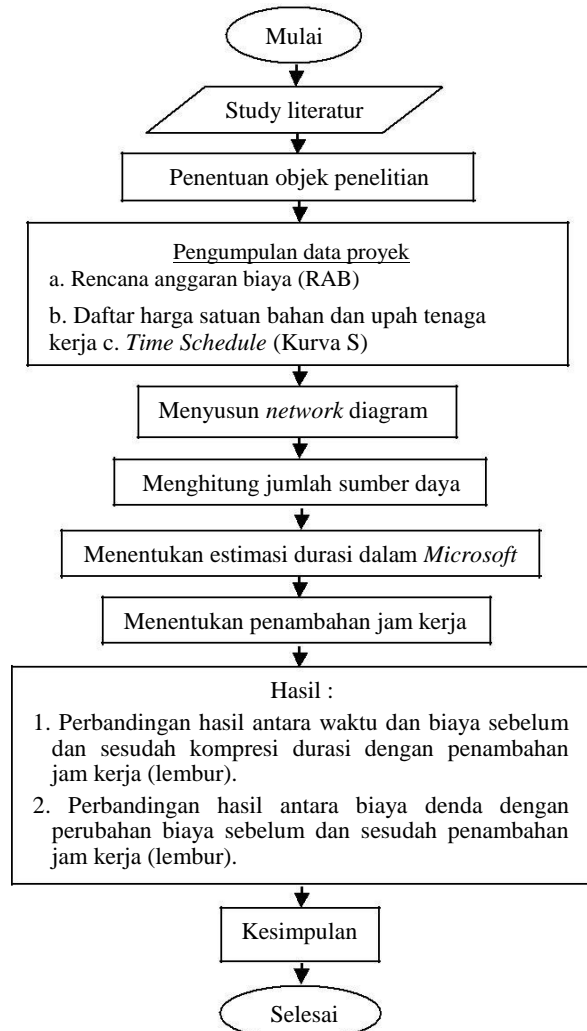 Mulai
Study literatur
Penentuan objek penelitian
Pengumpulan data proyek
a. Rencana anggaran biaya (RAB)
b. Daftar harga satuan bahan dan upah tenaga
kerja c. Time Schedule (Kurva S)
Menyusun network diagram
Menghitung jumlah sumber daya
Menentukan estimasi durasi dalam Microsoft
Menentukan penambahan jam kerja
Hasil :
1. Perbandingan hasil antara waktu dan biaya sebelum
dan sesudah kompresi durasi dengan penambahan
jam kerja (lembur).
2. Perbandingan hasil antara biaya denda dengan
perubahan biaya sebelum dan sesudah penambahan
jam kerja (lembur).
Kesimpulan
Selesai